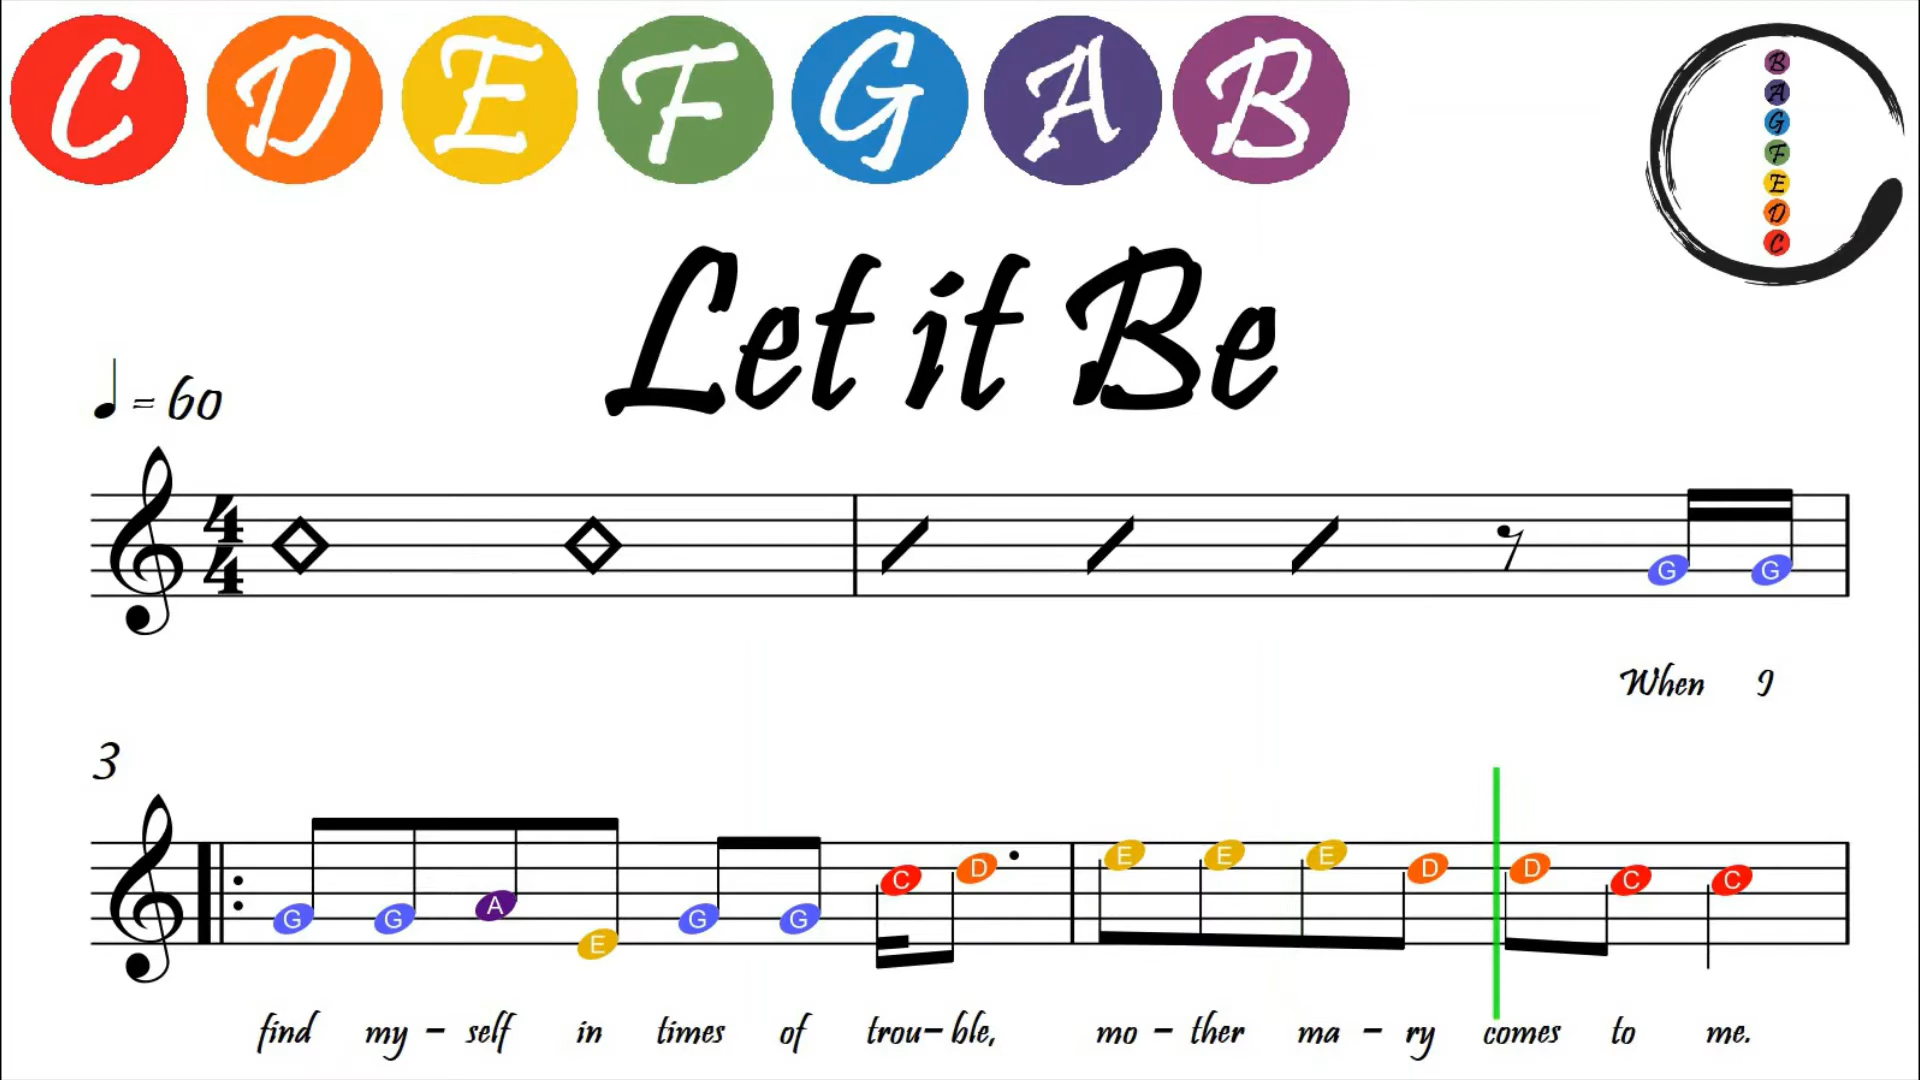 C D E F G A B
B
A
G
F
E
D
C
Let it Be
♩ = 60
4
4
G G
When I
3
G G A E G G C D E E E D D C C
find my – self in times of trou– ble, mo – ther ma – ry comes to me.